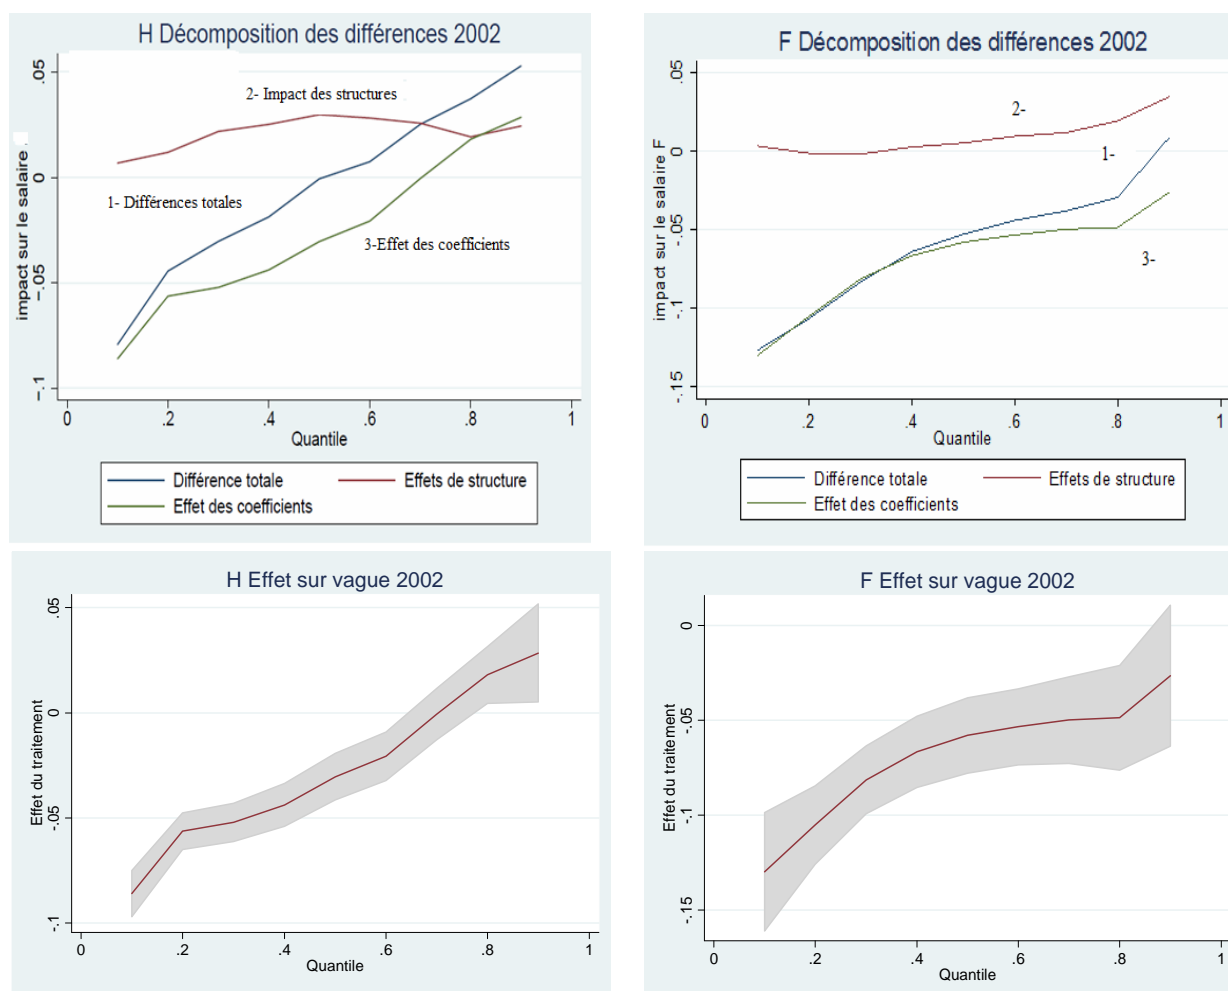 H Décomposition des différences 2002
impact sur le salaire
.05
0
-.05
-.1
2- Impact des structures
1- Différences totales
3-Effet des coefficients
0 .2 .4 .6 .8 1
Quantile
Différence totale Effets de structure
Effet des coefficients
F Décomposition des différences 2002
impact sur le salaire F
.05
0
-.05
-.1
-.15
2-
1-
3-
0 .2 .4 .6 .8 1
Quantile
Différence totale Effets de structure
Effet des coefficients
H Effet sur vague 2002
Effet du traitement
.05
0
-.05
-.1
0 .2 .4 .6 .8 1
Quantile
F Effet sur vague 2002
Effet du traitement
0
-.05
-.1
-.15
0 .2 .4 .6 .8 1
Quantile